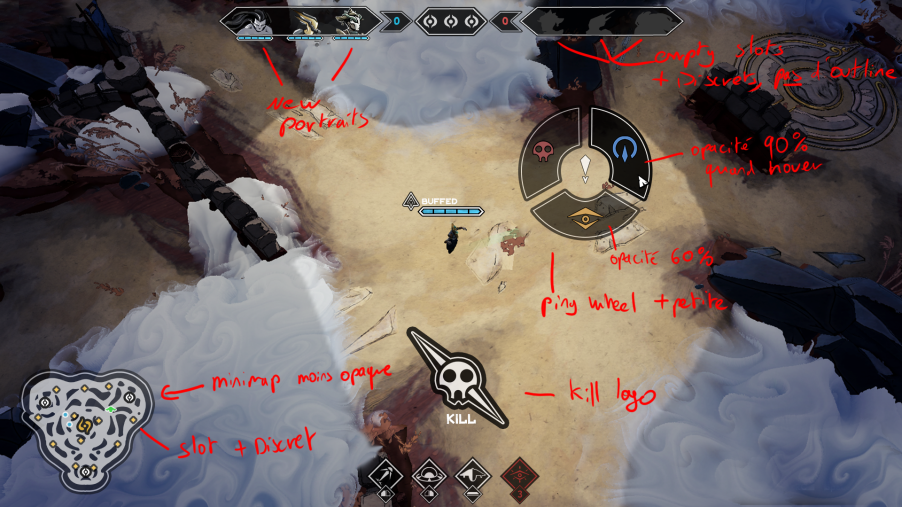 0
0
empty slots
+ Discrets, pas d'outline
New
portraits
opacité 90%
quand hover
BUFFED
opacité 60%
ping wheel + petite
minimap moins opaque
kill logo
KILL
slot + Discret
3